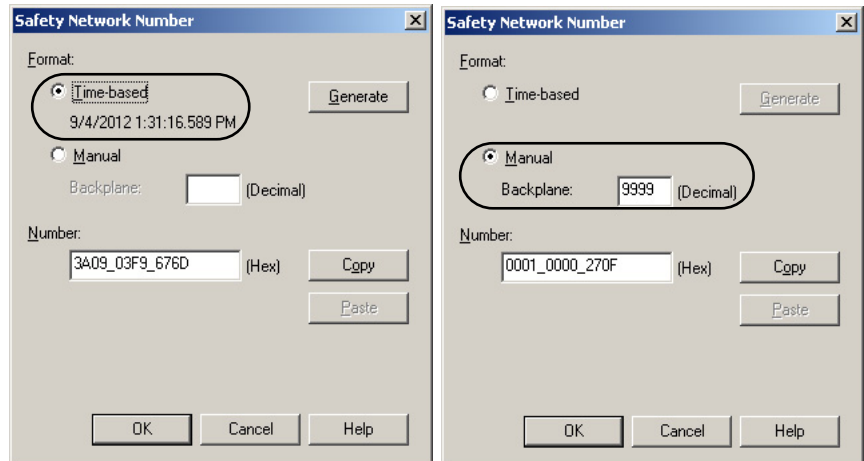 Safety Network Number
Format:
Time-based
Generate
9/4/2012 1:31:16.589 PM
Manual
Backplane: (Decimal)
Number:
3A09_03F9_676D (Hex) Copy
Paste
OK Cancel Help
Safety Network Number
Format:
Time-based
Generate
Manual
Backplane: 9999 (Decimal)
Number:
0001_0000_270F (Hex) Copy
Paste
OK Cancel Help